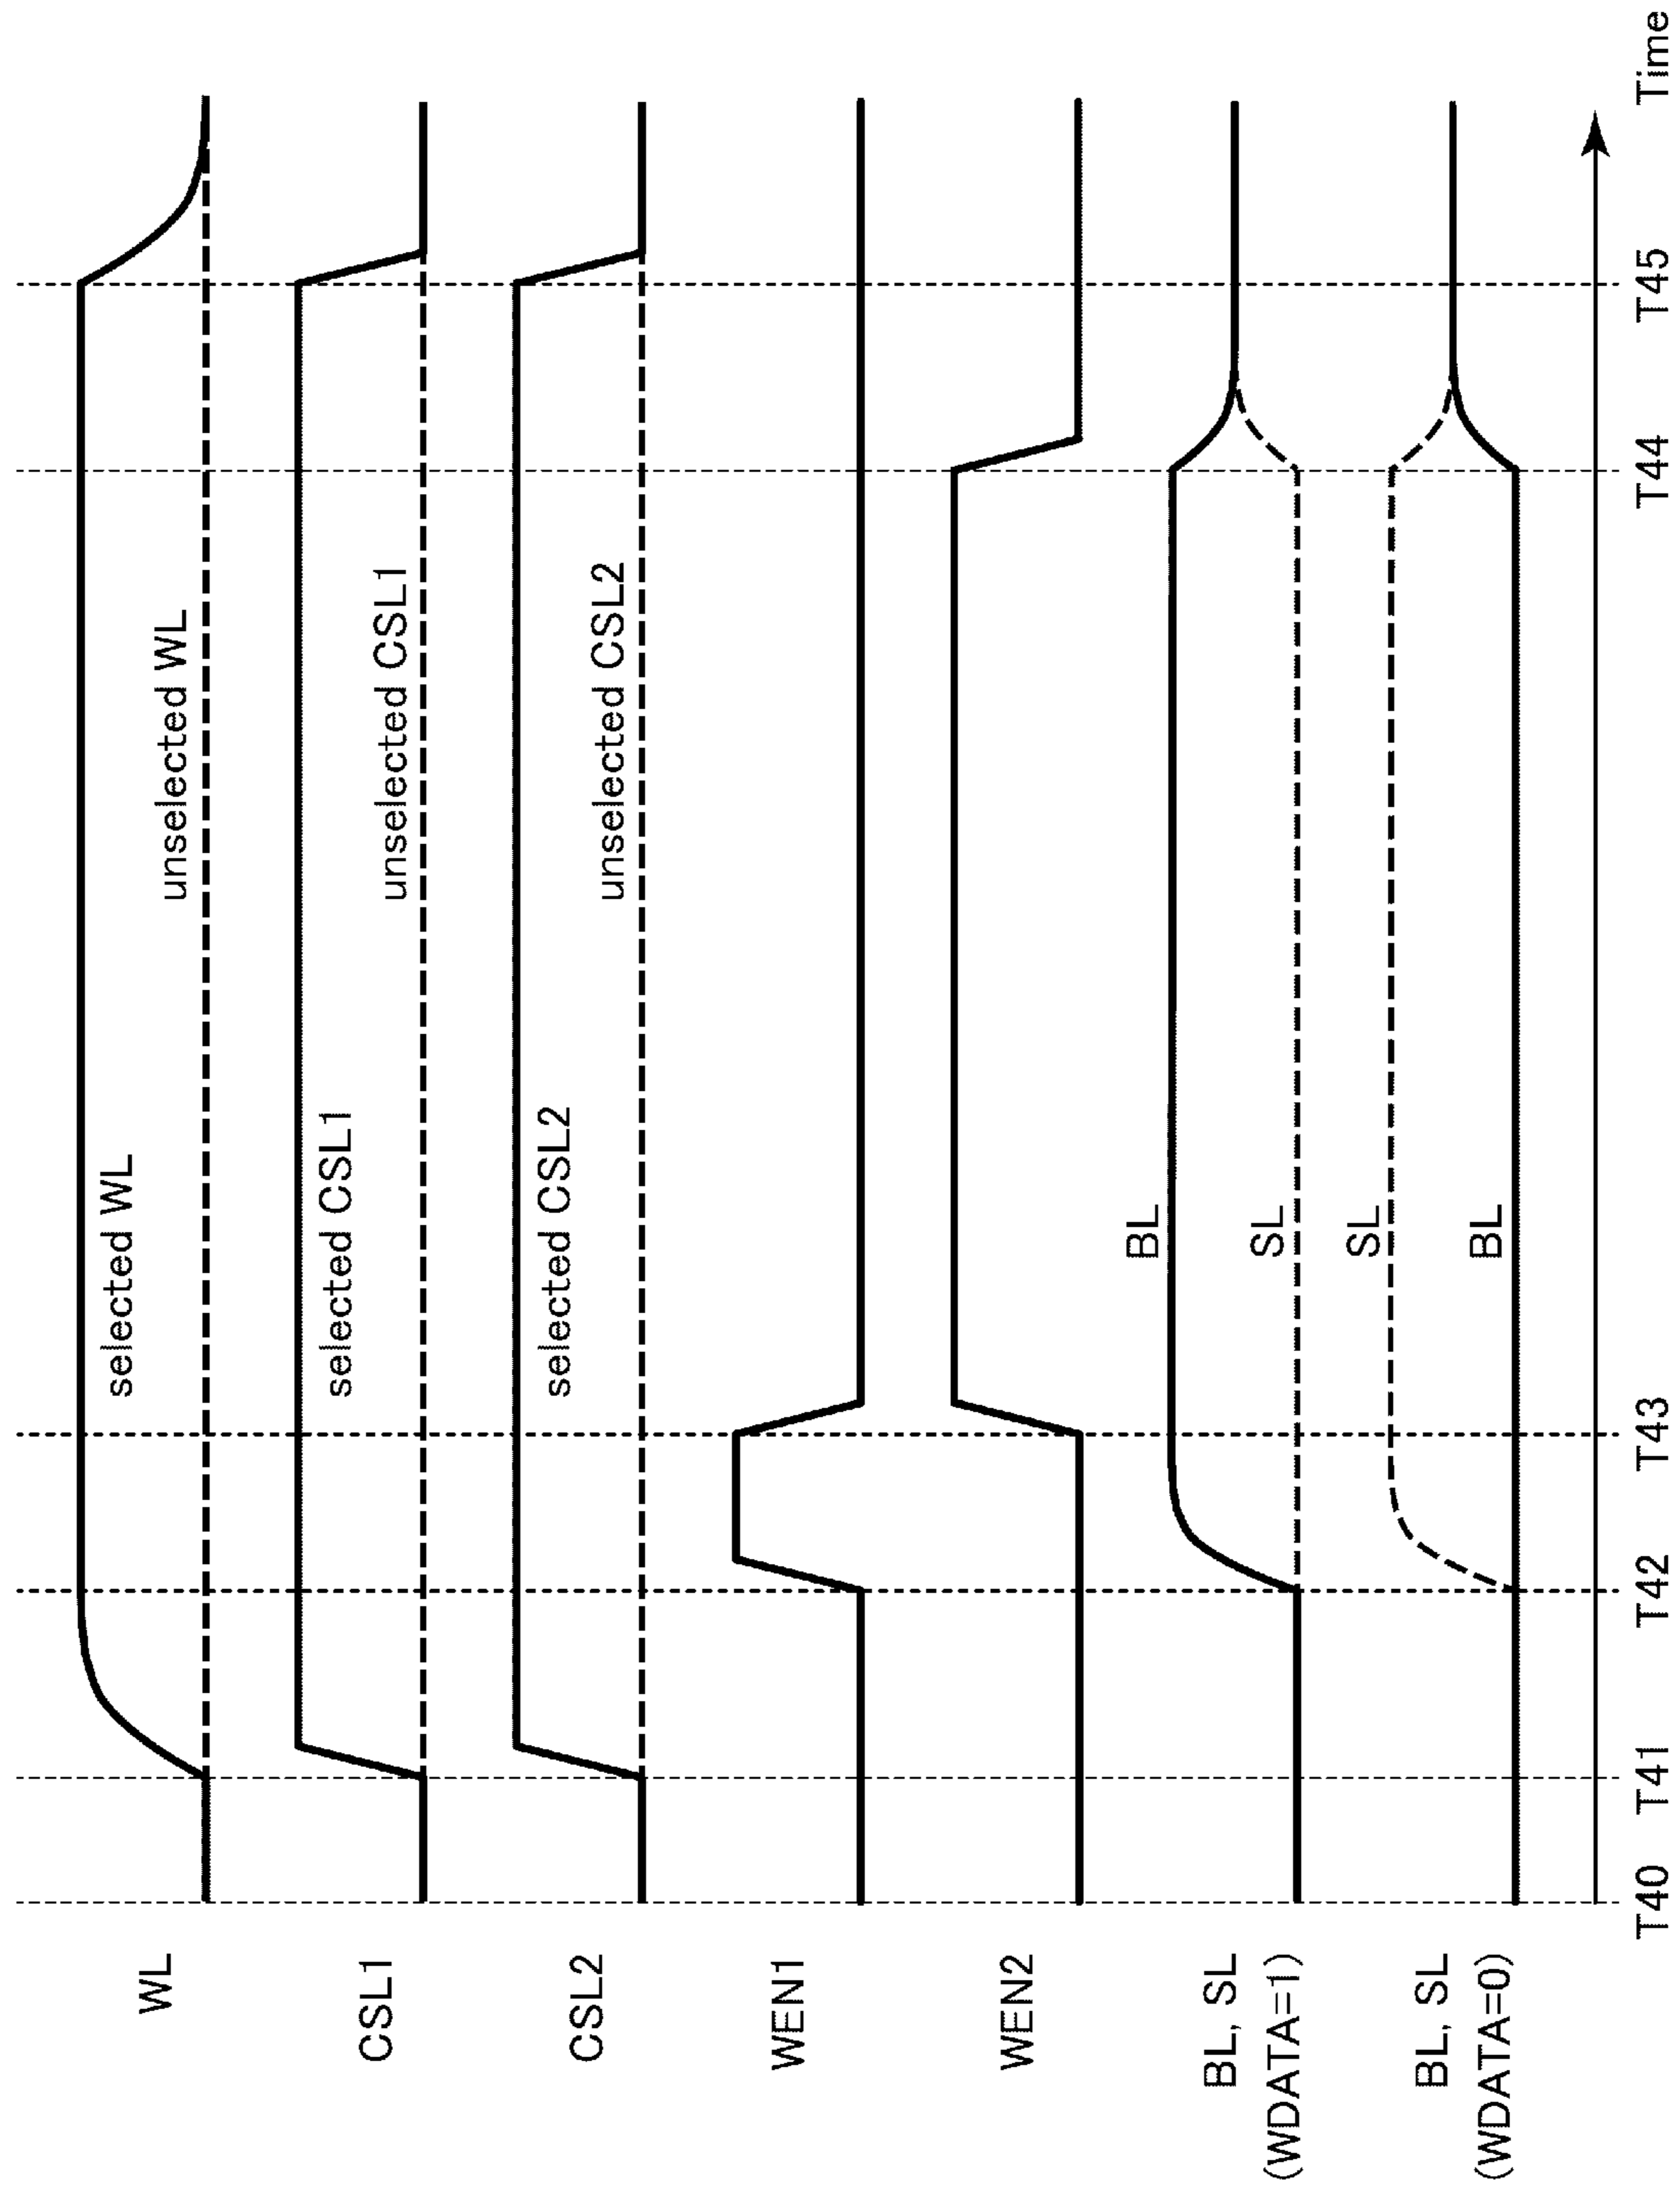 WL
selected WL
unselected WL
CSL1
selected CSL1
unselected CSL1
CSL2
selected CSL2
unselected CSL2
WEN1
WEN2
BL, SL
(WDATA=1)
BL
SL
BL, SL
(WDATA=0)
SL
BL
T40 T41 T42 T43 T44 T45 Time